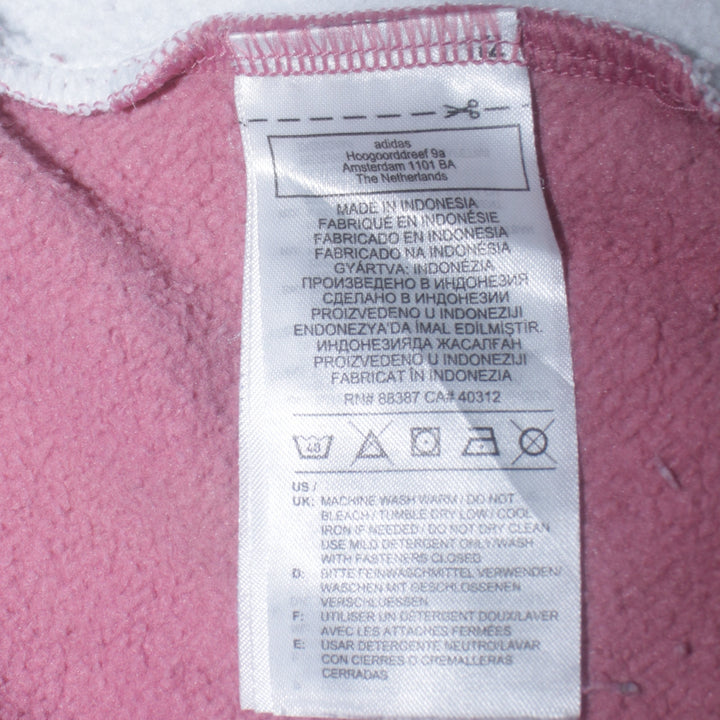 adidas
Hoogoorddreef 9a
Amsterdam 1101 BA
The Netherlands
MADE IN INDONESIA
FABRIQUÉ EN INDONÉSIE
FABRICADO EN INDONESIA
FABRICADO NA INDONÉSIA
GYÁRTVA: INDONÉZIA
ПРОИЗВЕДЕНО В ИНДОНЕЗИЯ
СДЕЛАНО В ИНДОНЕЗИИ
PROIZVEDENO U INDONEZIJI
ENDONEZYA'DA İMAL EDİLMİŞTİR.
ИНДОНЕЗИЯДА ЖАСАЛҒАН
PROIZVEDENO U INDONEZIJI
FABRICAT ÎN INDONEZIA
RN# 88387 CA# 40312
40
US /
UK: MACHINE WASH WARM / DO NOT
BLEACH / TUMBLE DRY LOW / COOL
IRON IF NEEDED / DO NOT DRY CLEAN
USE MILD DETERGENT ONLY/WASH
WITH FASTENERS CLOSED
D: BITTE FEINWASCHMITTEL VERWENDEN/
WASCHEN MIT GESCHLOSSENEN
VERSCHLUESSEN
F: UTILISER UN DETERGENT DOUX/LAVER
AVEC LES ATTACHES FERMÉES
E: USAR DETERGENTE NEUTRO/LAVAR
CON CIERRES O CREMALLERAS
CERRADAS